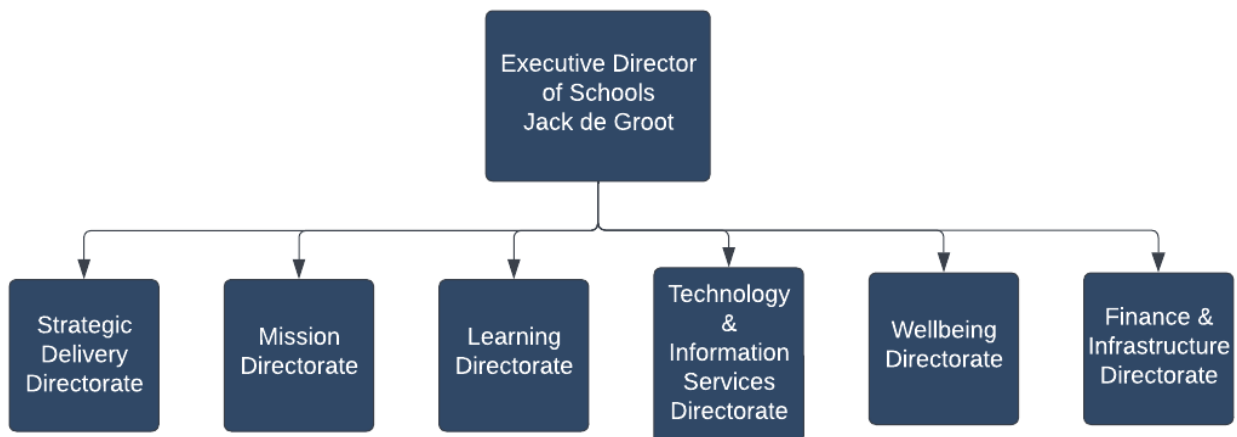 Executive Director
of Schools
Jack de Groot
Strategic
Delivery
Directorate
Mission
Directorate
Learning
Directorate
Technology
&
Information
Services
Directorate
Wellbeing
Directorate
Finance &
Infrastructure
Directorate